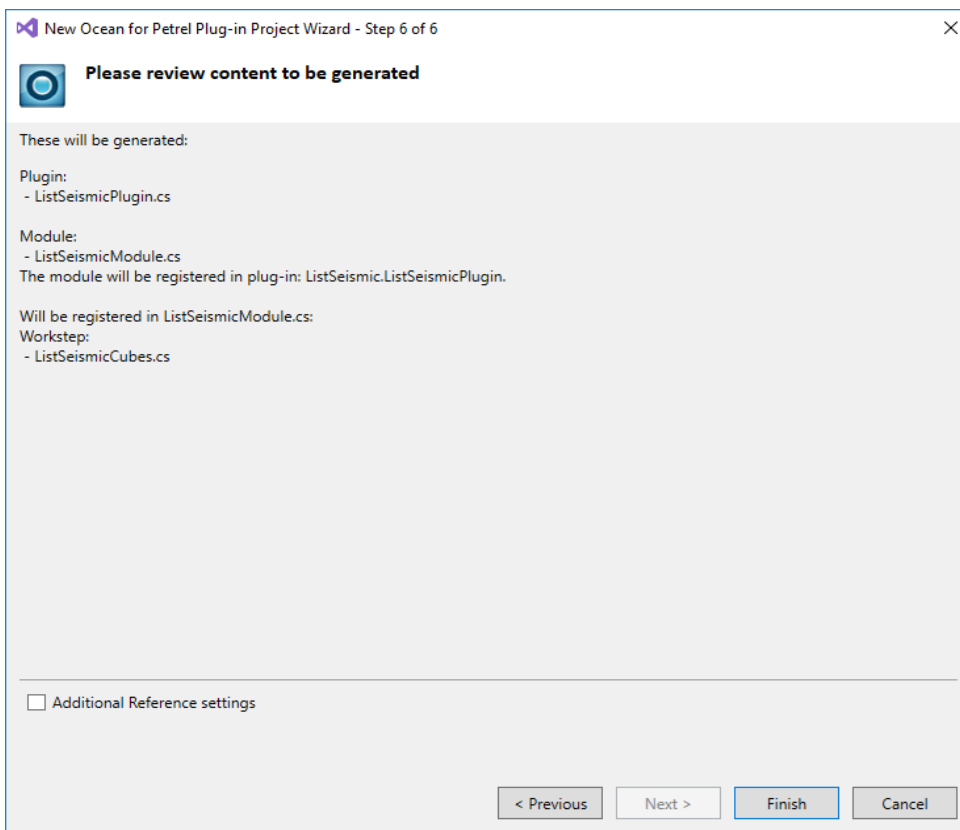 New Ocean for Petrel Plug-in Project Wizard - Step 6 of 6
Please review content to be generated
These will be generated:
Plugin:
- ListSeismicPlugin.cs
Module:
- ListSeismicModule.cs
The module will be registered in plug-in: ListSeismic.ListSeismicPlugin.
Will be registered in ListSeismicModule.cs:
Workstep:
- ListSeismicCubes.cs
Additional Reference settings
< Previous Next > Finish Cancel